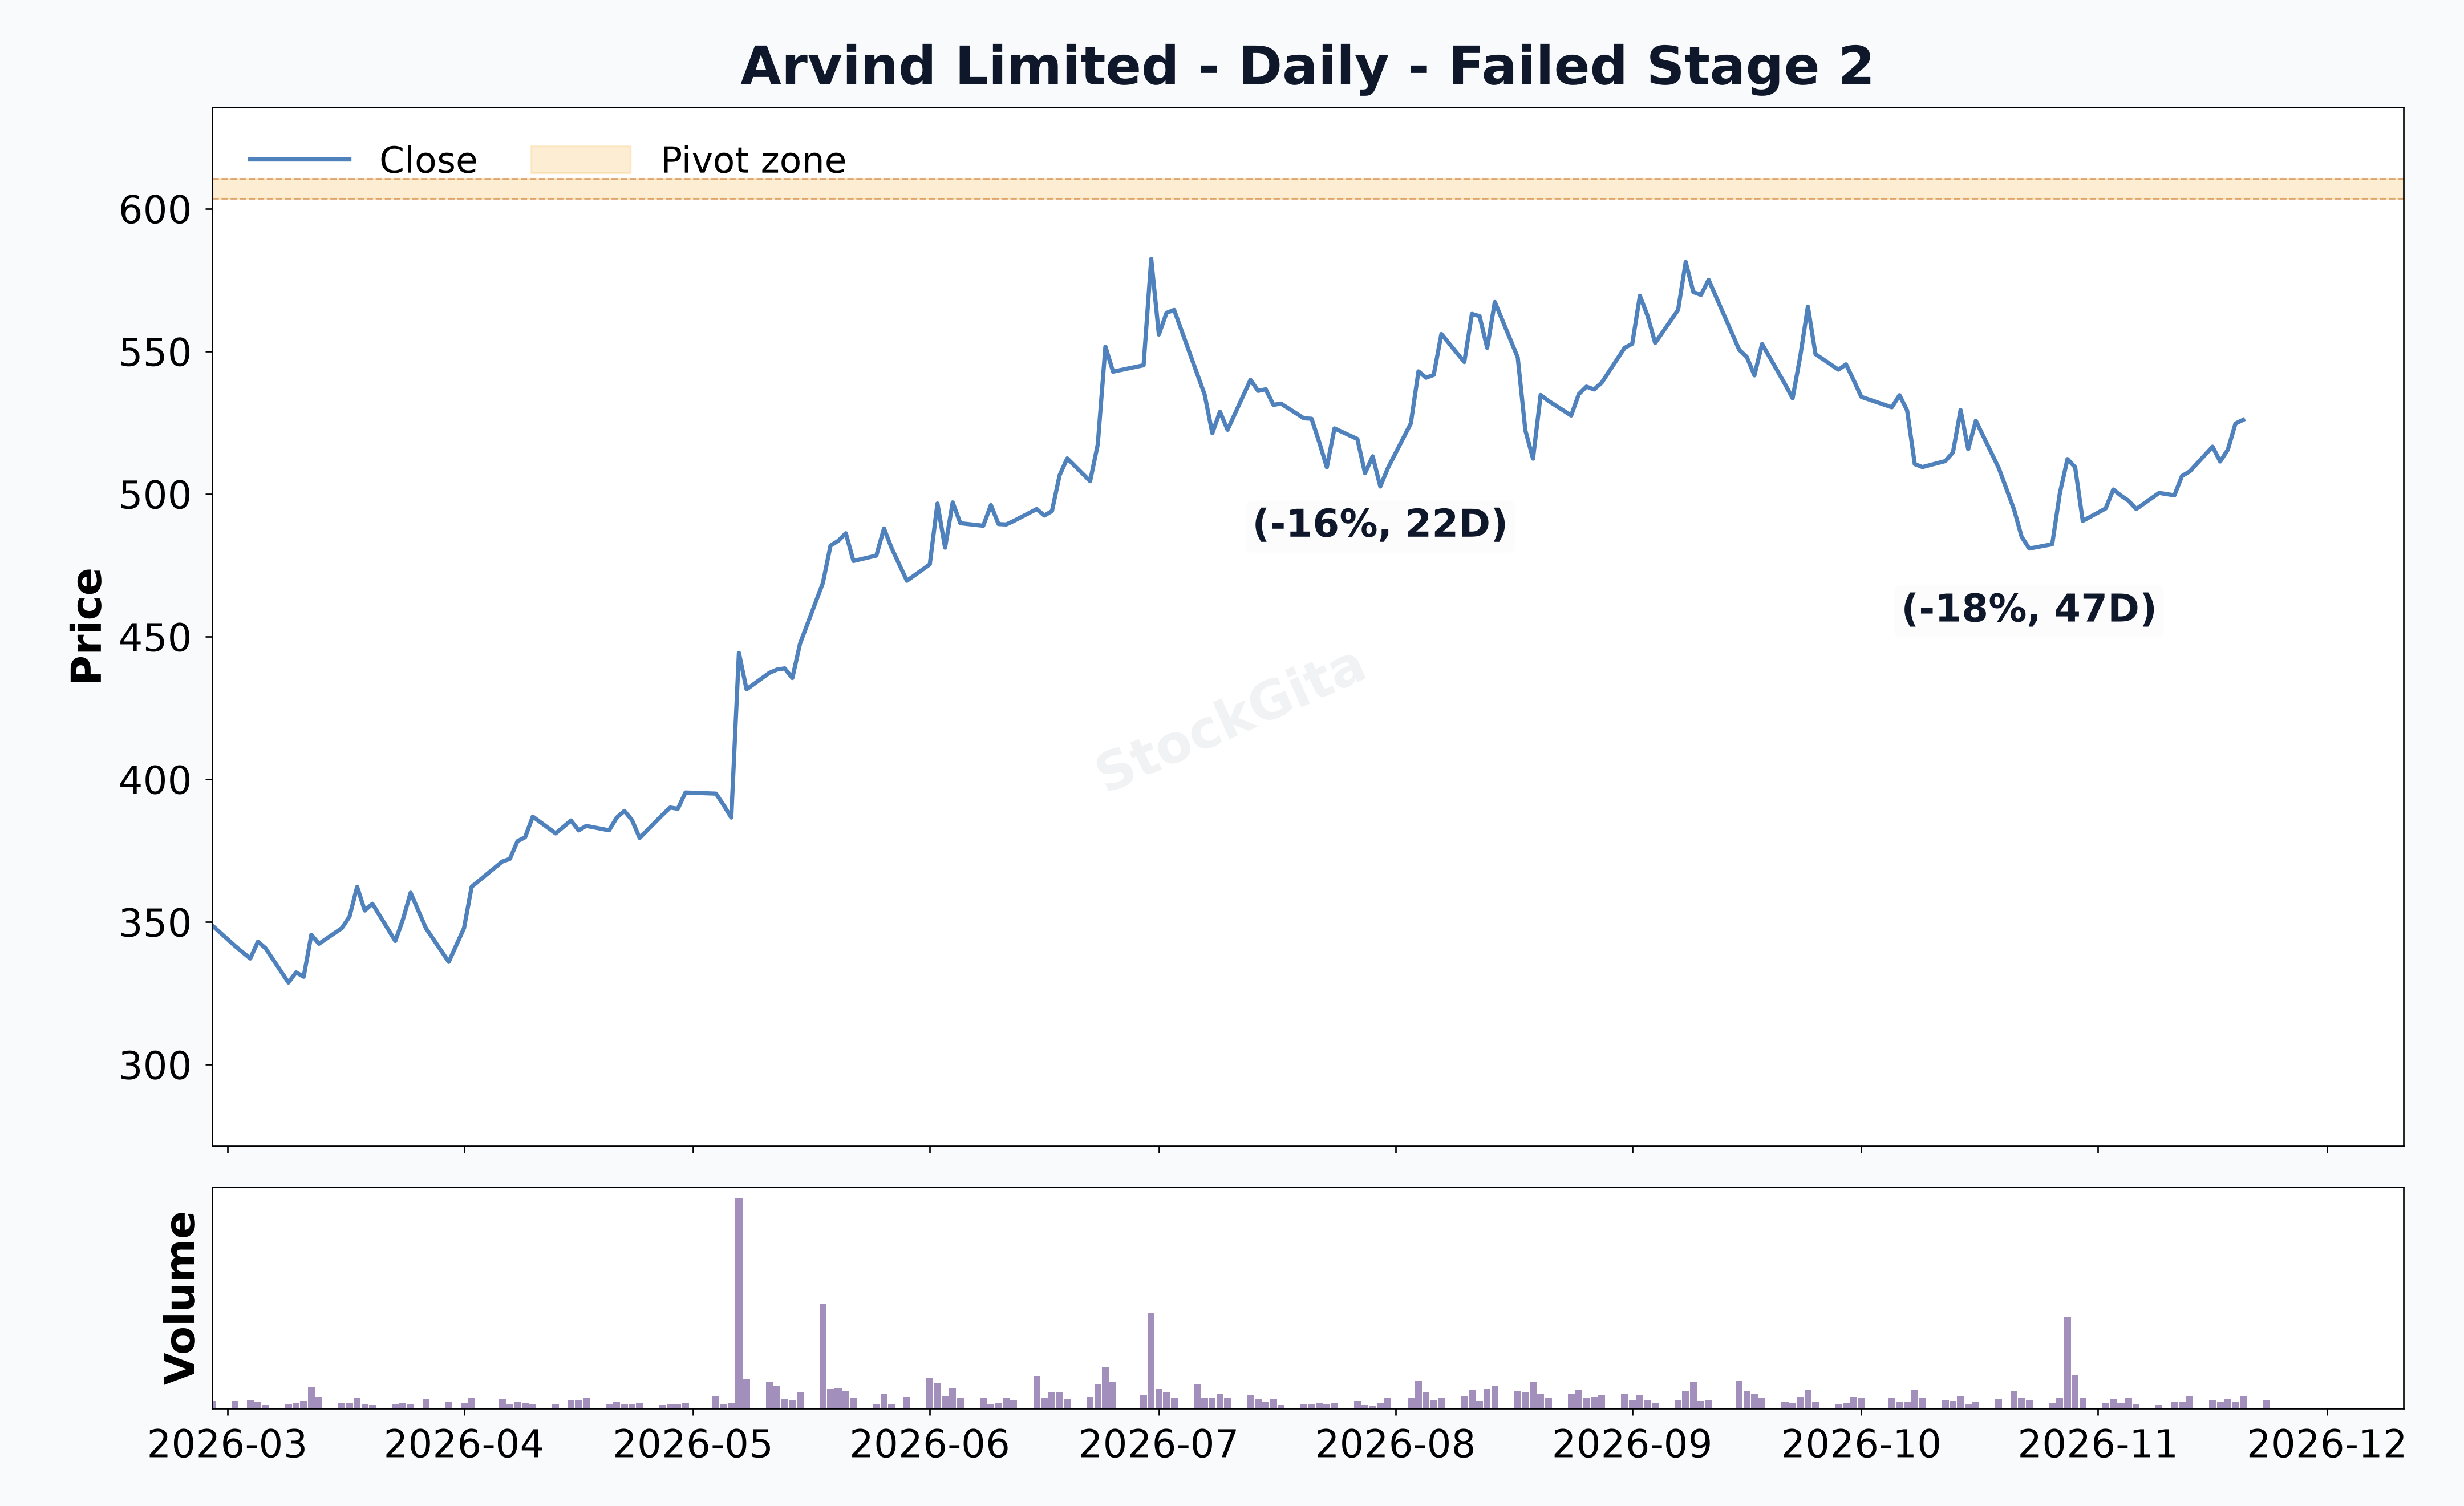 Arvind Limited - Daily - Failed Stage 2
Close
Pivot zone
600
550
500
450
400
350
300
Price
(-16%, 22D)
(-18%, 47D)
StockGita
Volume
2026-03
2026-04
2026-05
2026-06
2026-07
2026-08
2026-09
2026-10
2026-11
2026-12